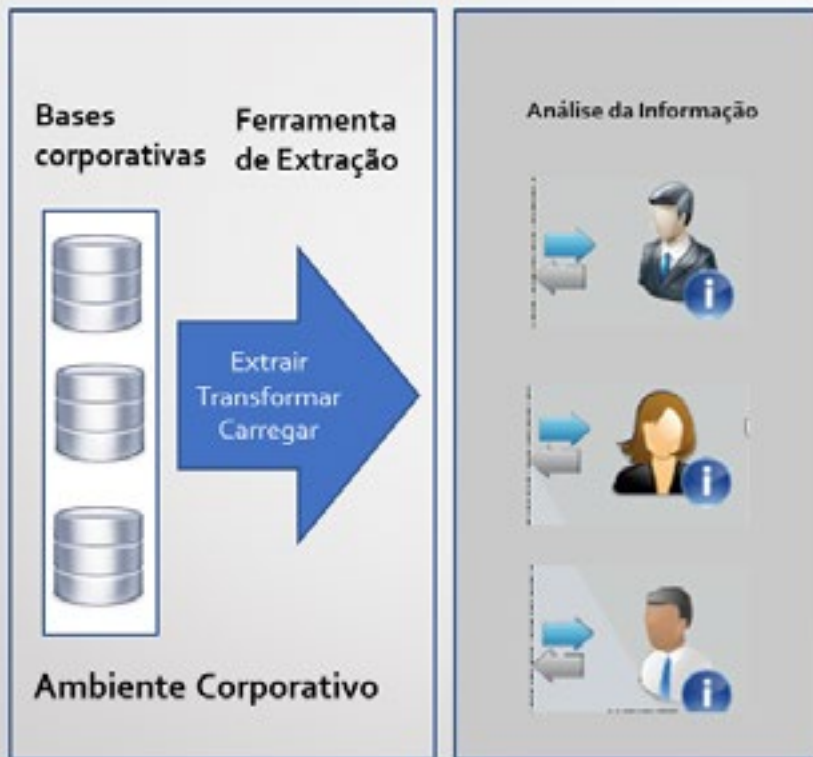 Bases
corporativas
Ferramenta
de Extração
Extrair
Transformar
Carregar
Ambiente Corporativo
Análise da Informação
i
i
i